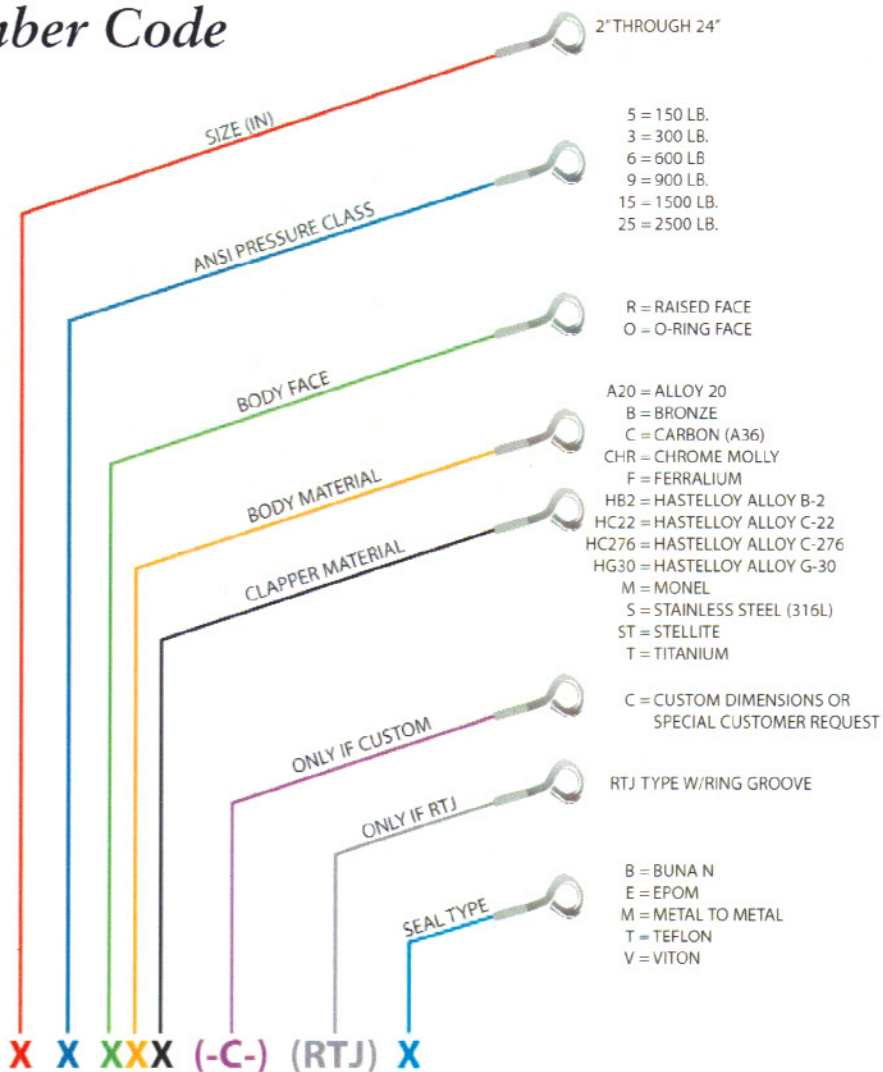 Code
2" THROUGH 24"
SIZE (IN)
5 = 150 LB.
3 = 300 LB.
6 = 600 LB
9 = 900 LB.
15 = 1500 LB.
25 = 2500 LB.
ANSI PRESSURE CLASS
R = RAISED FACE
O = O-RING FACE
BODY FACE
A20 = ALLOY 20
B = BRONZE
C = CARBON (A36)
CHR = CHROME MOLLY
F = FERRALIUM
HB2 = HASTELLOY ALLOY B-2
HC22 = HASTELLOY ALLOY C-22
HC276 = HASTELLOY ALLOY C-276
HG30 = HASTELLOY ALLOY G-30
M = MONEL
S = STAINLESS STEEL (316L)
ST = STELLITE
T = TITANIUM
BODY MATERIAL
CLAPPER MATERIAL
C = CUSTOM DIMENSIONS OR
SPECIAL CUSTOMER REQUEST
ONLY IF CUSTOM
RTJ TYPE W/RING GROOVE
ONLY IF RTJ
B = BUNA N
E = EPOM
M = METAL TO METAL
T = TEFLON
V = VITON
SEAL TYPE
X X XXX (-C-) (RTJ) X